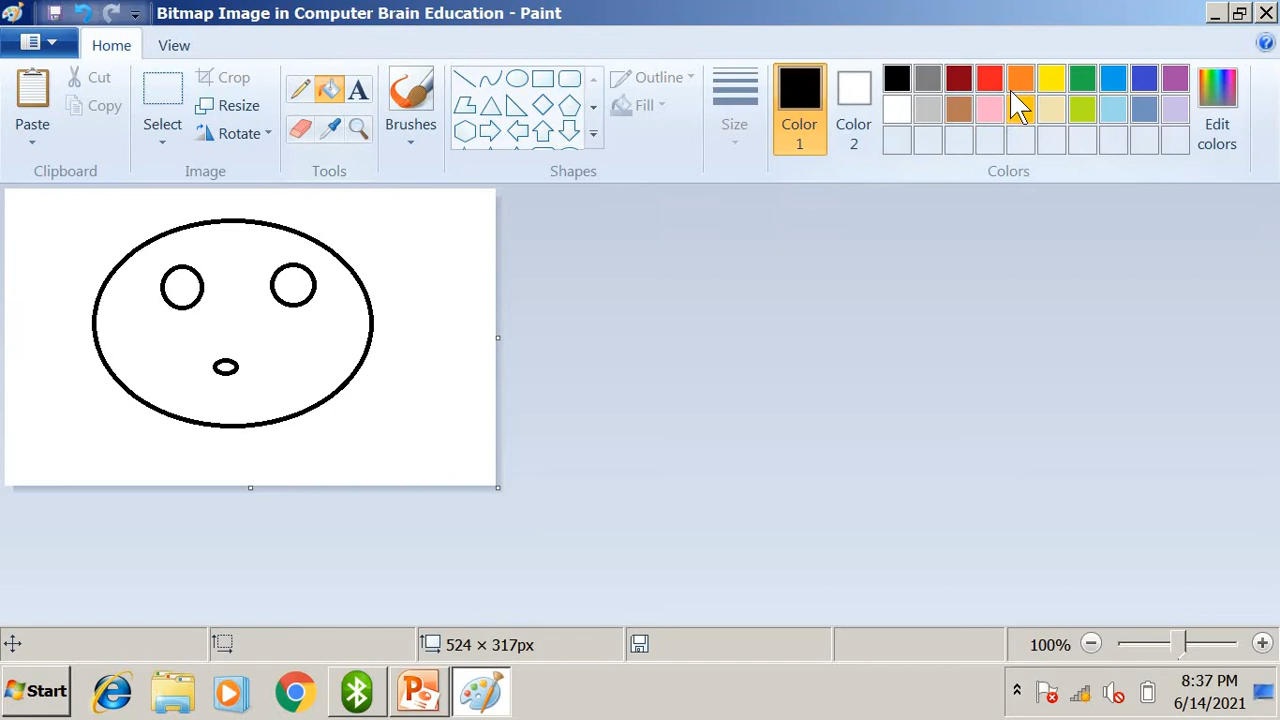 Bitmap Image in Computer Brain Education - Paint
Home View
Paste
Cut
Copy
Clipboard
Select
Crop
Resize
Rotate
Image
A
Tools
Brushes
Outline
Fill
Shapes
Size
Color 1
Color 2
Edit colors
Colors
524 × 317px
100%
Start
8:37 PM
6/14/2021